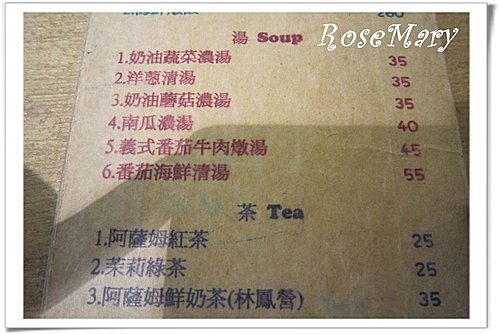 260
湯 Soup
RoseMary
1.奶油蔬菜濃湯 35
2.洋蔥清湯 35
3.奶油蘑菇濃湯 35
4.南瓜濃湯 40
5.義式番茄牛肉燉湯 45
6.番茄海鮮清湯 55
茶 Tea
1.阿薩姆紅茶 25
2.茉莉綠茶 25
3.阿薩姆鮮奶茶(林鳳營) 35